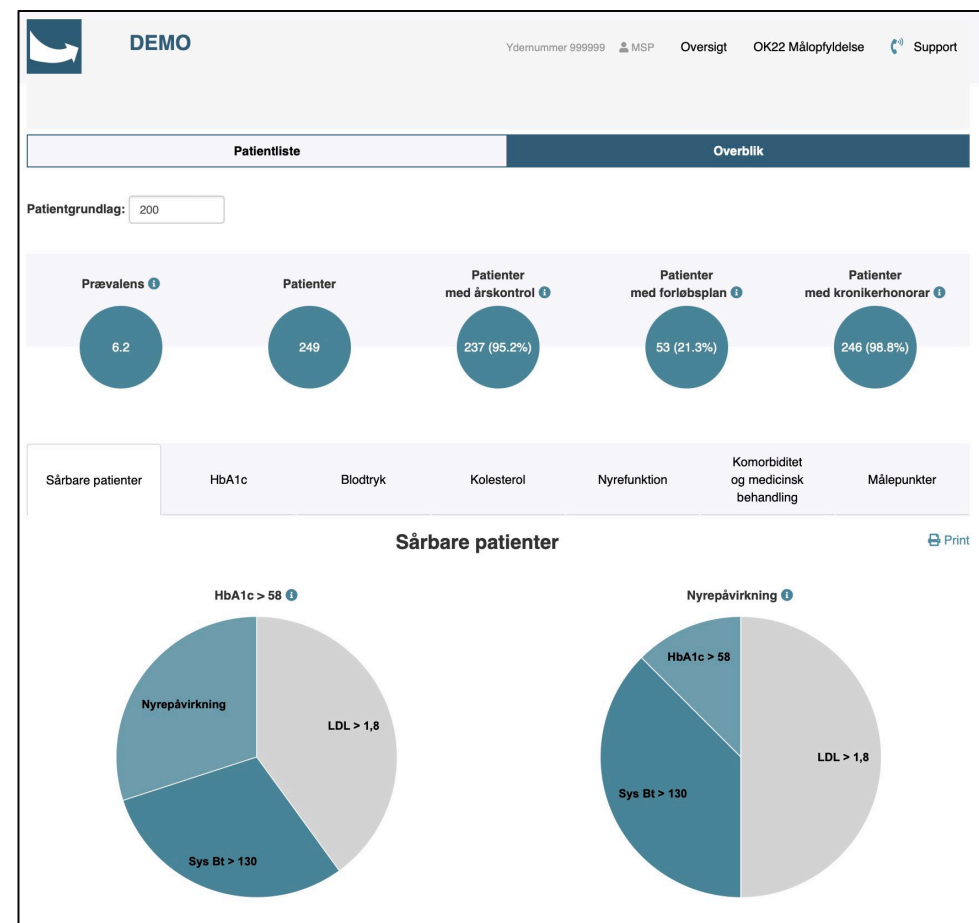 DEMO
Ydernummer 999999 MSP Oversigt OK22 Målopfyldelse Support
Patientliste Overblik
Patientgrundlag: 200
Prævalens
6.2
Patienter
249
Patienter
med årskontrol
237 (95.2%)
Patienter
med forløbsplan
53 (21.3%)
Patienter
med kronikerhonorar
246 (98.8%)
Sårbare patienter
HbA1c
Blodtryk
Kolesterol
Nyrefunktion
Komorbiditet
og medicinsk
behandling
Målepunkter
Sårbare patienter
Print
HbA1c > 58
Nyrepåvirkning
LDL > 1,8
Sys Bt > 130
Nyrepåvirkning
HbA1c > 58
LDL > 1,8
Sys Bt > 130